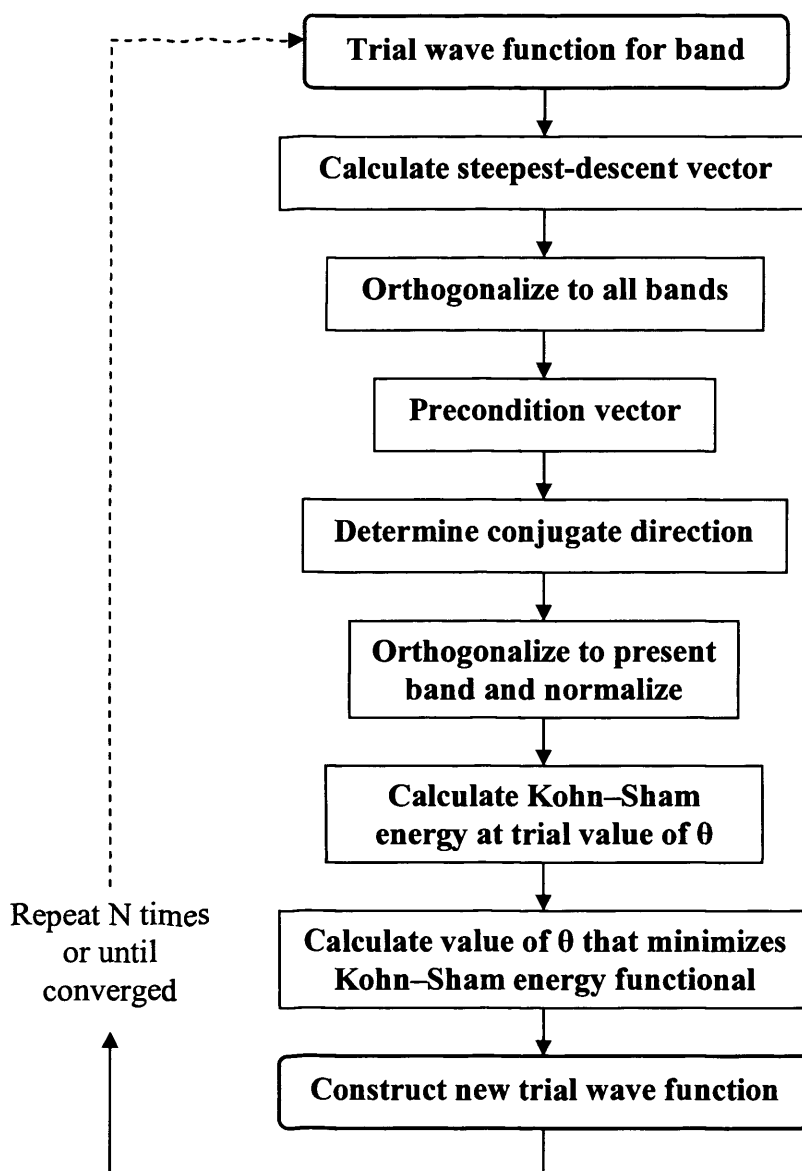 Trial wave function for band
Calculate steepest-descent vector
Orthogonalize to all bands
Precondition vector
Determine conjugate direction
Orthogonalize to present
band and normalize
Calculate Kohn–Sham
energy at trial value of θ
Calculate value of θ that minimizes
Kohn–Sham energy functional
Construct new trial wave function
Repeat N times
or until
converged